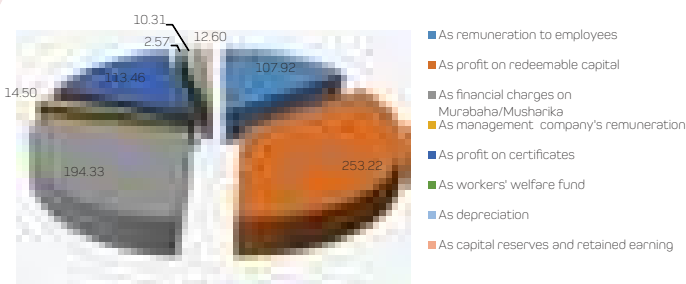 10.31
2.57
12.60
107.92
113.46
14.50
253.22
194.33
As remuneration to employees
As profit on redeemable capital
As financial charges on
Murabaha/Musharika
As management company's remuneration
As profit on certificates
As workers' welfare fund
As depreciation
As capital reserves and retained earning